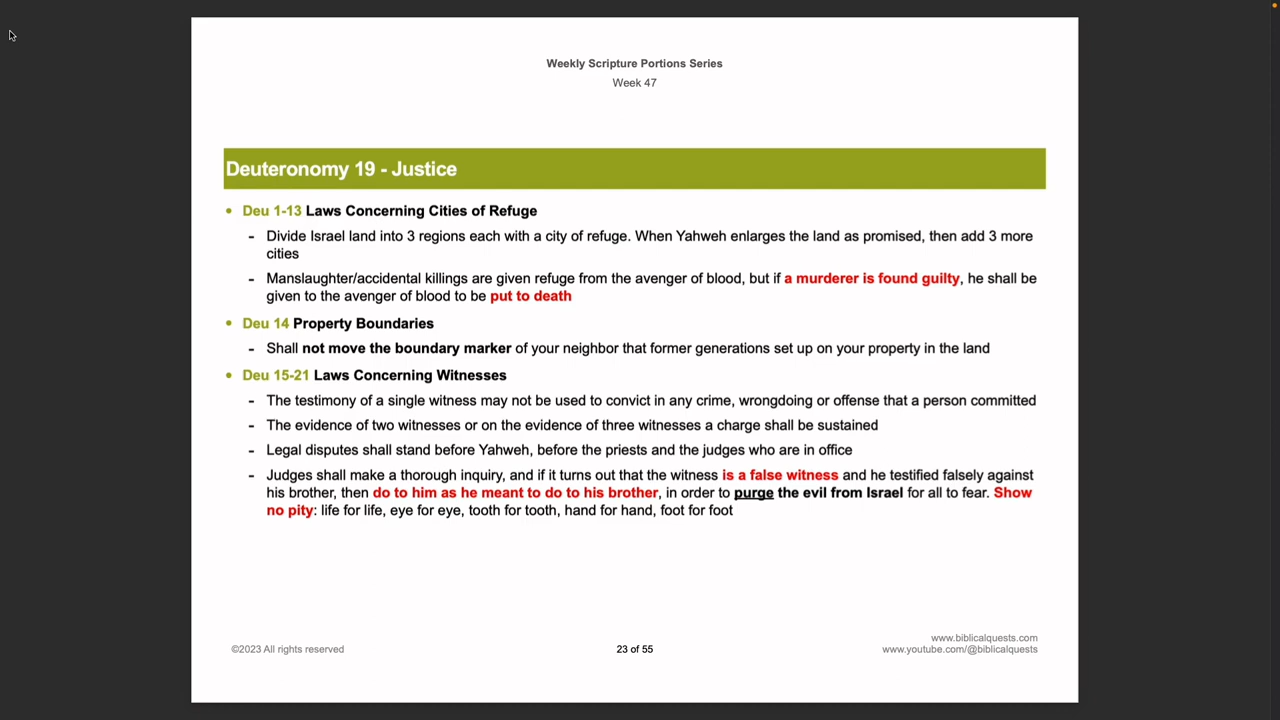 Weekly Scripture Portions Series
Week 47
Deuteronomy 19 - Justice
• Deu 1-13 Laws Concerning Cities of Refuge
- Divide Israel land into 3 regions each with a city of refuge. When Yahweh enlarges the land as promised, then add 3 more
cities
- Manslaughter/accidental killings are given refuge from the avenger of blood, but if a murderer is found guilty, he shall be
given to the avenger of blood to be put to death
• Deu 14 Property Boundaries
- Shall not move the boundary marker of your neighbor that former generations set up on your property in the land
• Deu 15-21 Laws Concerning Witnesses
- The testimony of a single witness may not be used to convict in any crime, wrongdoing or offense that a person committed
- The evidence of two witnesses or on the evidence of three witnesses a charge shall be sustained
- Legal disputes shall stand before Yahweh, before the priests and the judges who are in office
- Judges shall make a thorough inquiry, and if it turns out that the witness is a false witness and he testified falsely against
his brother, then do to him as he meant to do to his brother, in order to purge the evil from Israel for all to fear. Show
no pity: life for life, eye for eye, tooth for tooth, hand for hand, foot for foot
©2023 All rights reserved
23 of 55
www.biblicalquests.com
www.youtube.com/@biblicalquests